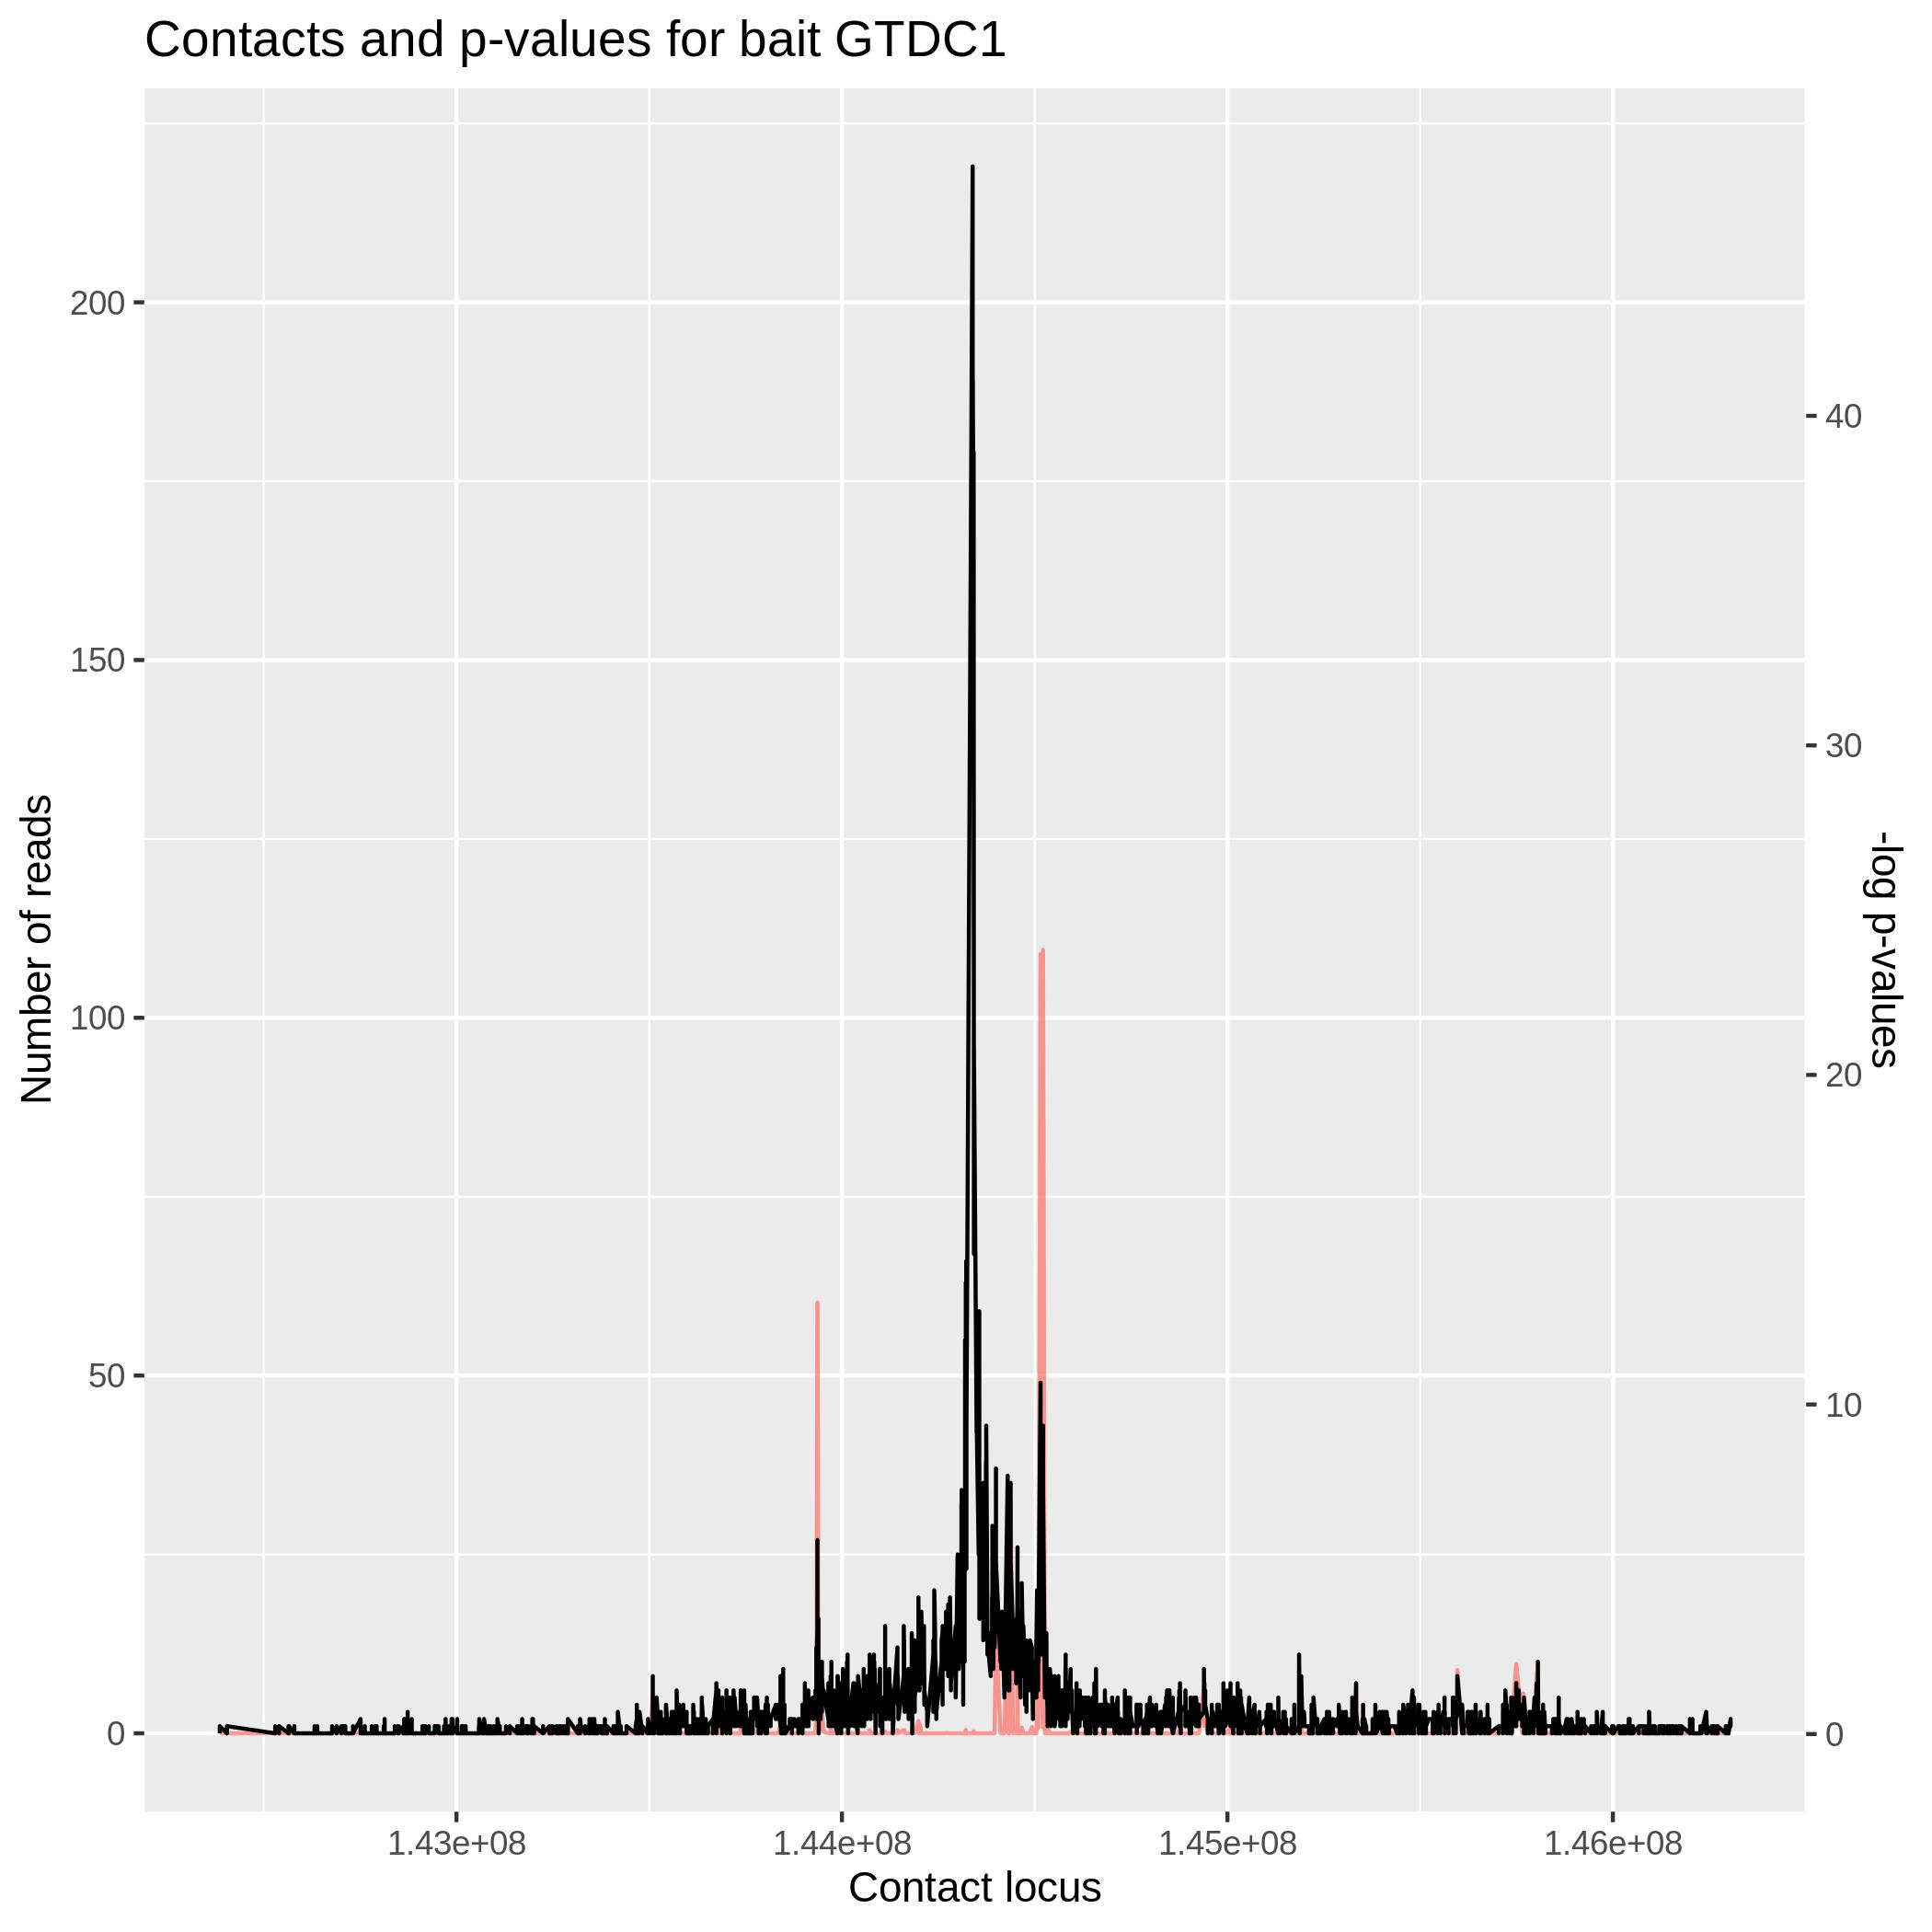 Contacts and p-values for bait GTDC1
200
150
100
50
0
Number of reads
40
30
20
10
0
-log p-values
1.43e+08
1.44e+08
1.45e+08
1.46e+08
Contact locus